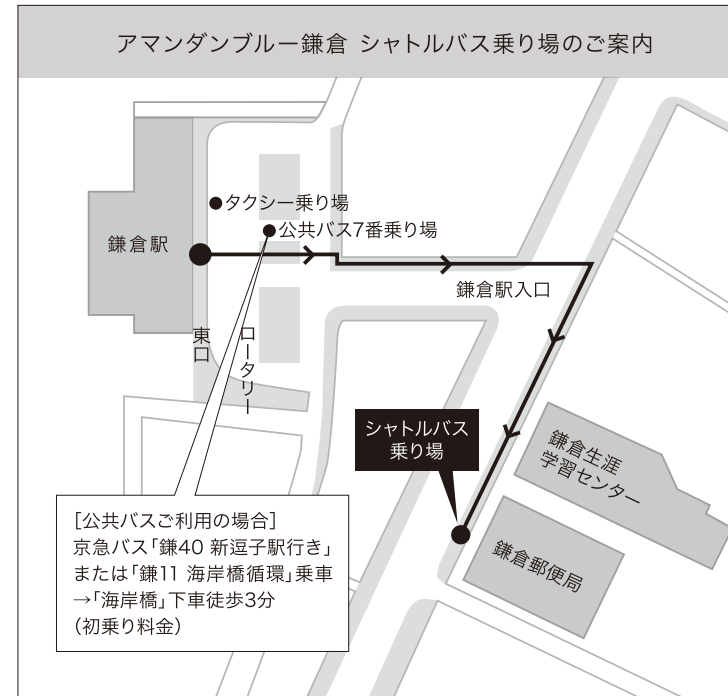 アマンダンブルー鎌倉 シャトルバス乗り場のご案内
タクシー乗り場
公共バス7番乗り場
鎌倉駅
鎌倉駅入口
東口
ロータリー
シャトルバス
乗り場
鎌倉生涯
学習センター
鎌倉郵便局
[公共バスご利用の場合]
京急バス｢鎌40 新逗子駅行き｣
または｢鎌11 海岸橋循環｣乗車
→｢海岸橋｣下車徒歩3分
(初乗り料金)